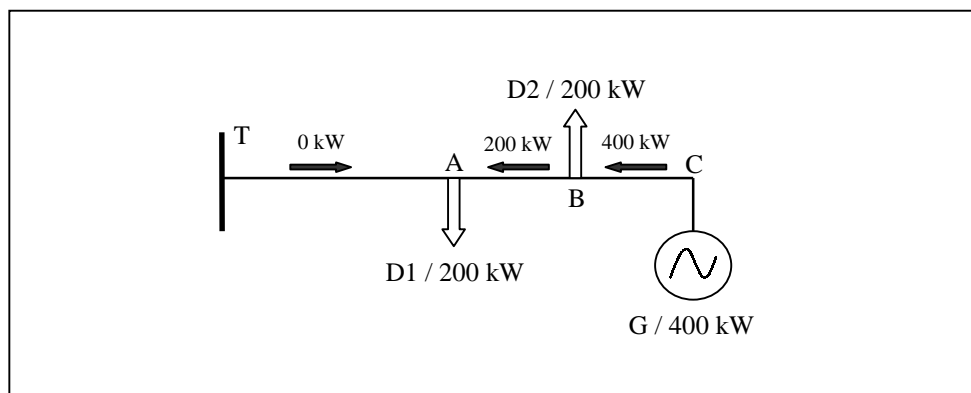 D2 / 200 kW
T
0 kW
200 kW
400 kW
A
C
B
D1 / 200 kW
G / 400 kW